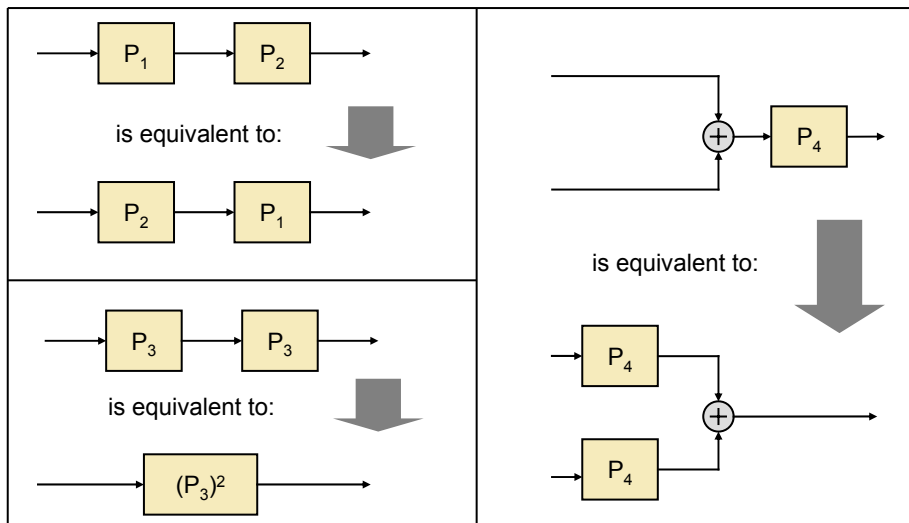 P₁ P₂
is equivalent to:
P₂ P₁
P₃ P₃
is equivalent to:
(P₃)²
+ P₄
is equivalent to:
P₄
+
P₄